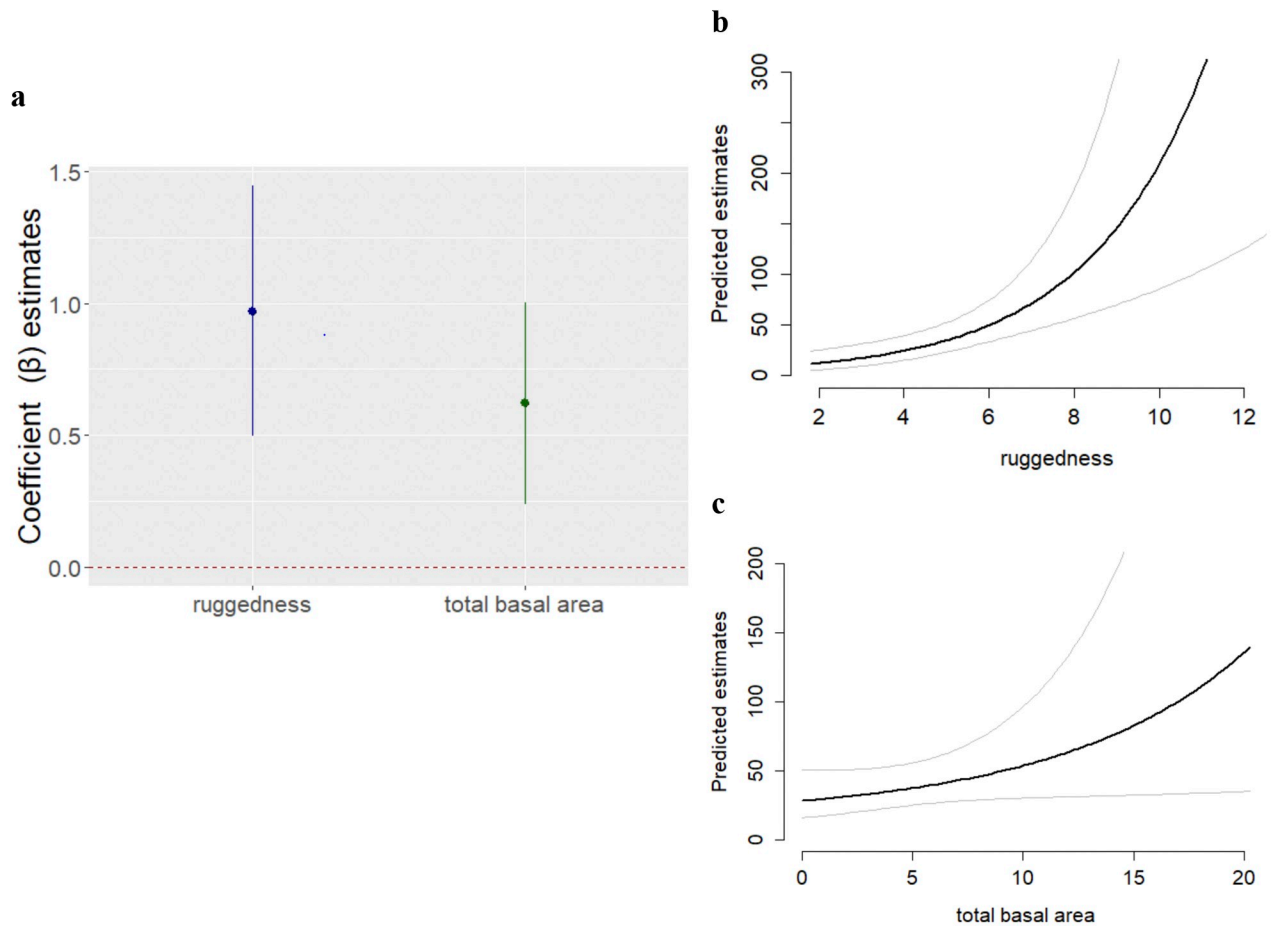 a
Coefficient (β) estimates
1.5
1.0
0.5
0.0
ruggedness
total basal area
b
Predicted estimates
300
200
100
50
0
2 4 6 8 10 12
ruggedness
c
Predicted estimates
200
150
100
50
0
0 5 10 15 20
total basal area